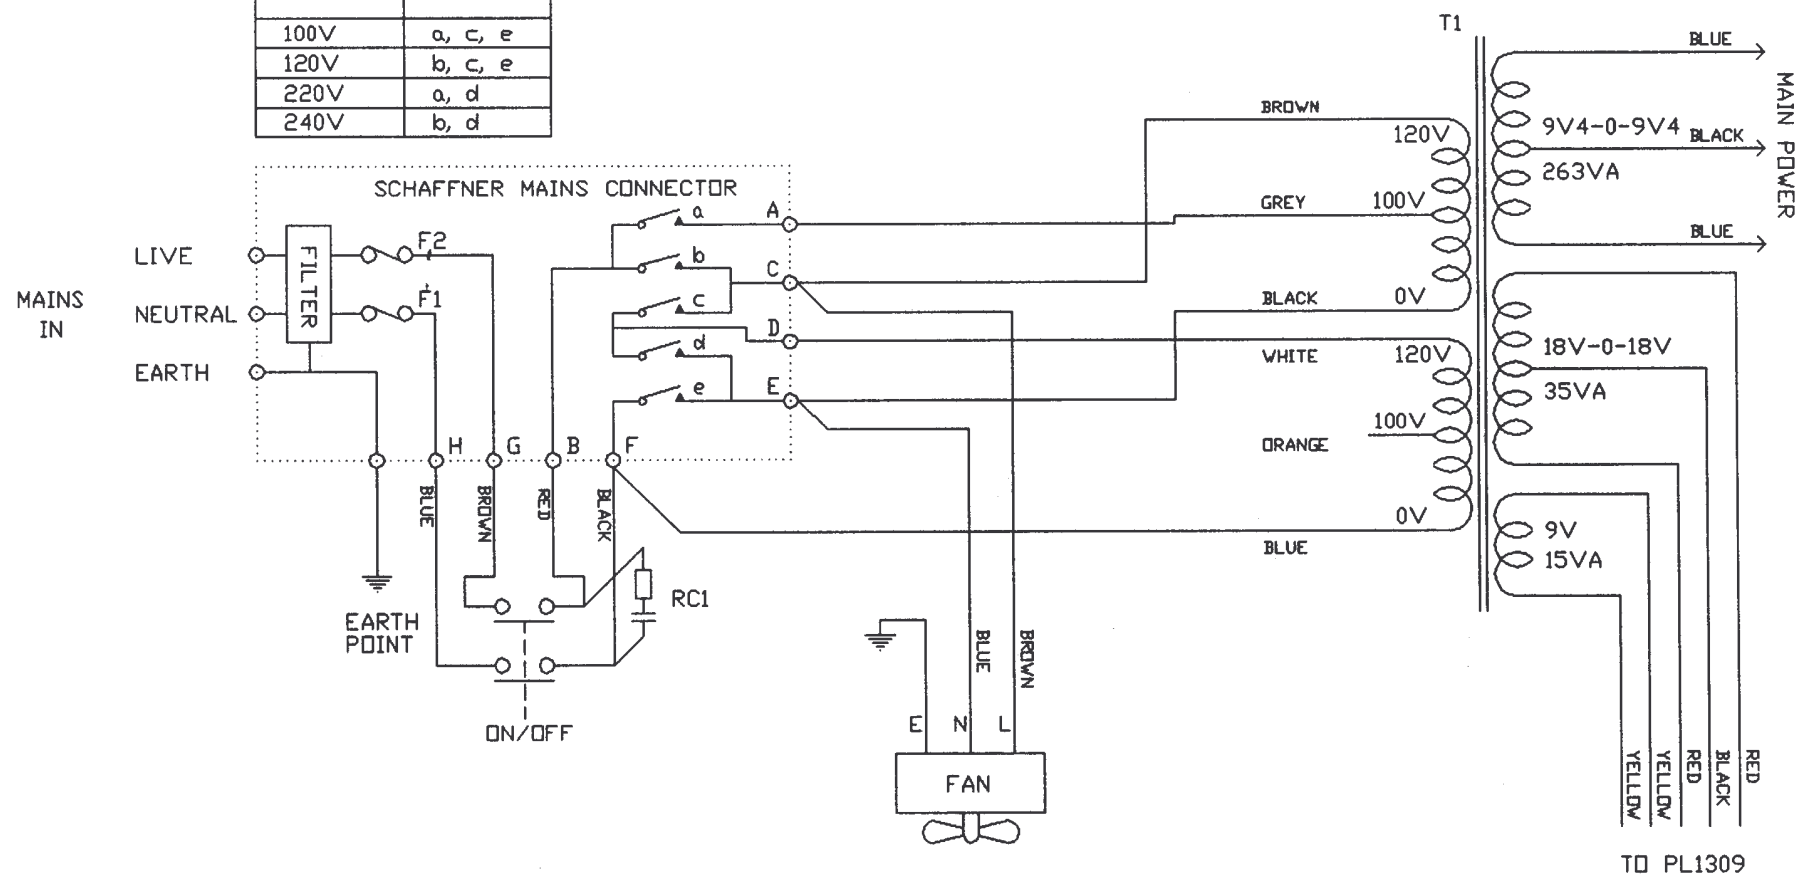 100V a, c, e
120V b, c, e
220V a, d
240V b, d
T1
BLUE
9V4-0-9V4
BLACK
263VA
BLUE
MAIN POWER
BROWN
120V
GREY
100V
BLACK
0V
SCHAFFNER MAINS CONNECTOR
a
A
b
C
c
D
d
E
e
MAINS
IN
LIVE
NEUTRAL
EARTH
FILTER
F2
F1
WHITE
120V
100V
ORANGE
0V
BLUE
18V-0-18V
35VA
9V
15VA
H
G
B
F
BLUE
BROWN
RED
BLACK
RC1
EARTH
POINT
ON/OFF
BLUE
BROWN
E
N
L
FAN
YELLOW
YELLOW
RED
BLACK
RED
TO PL1309